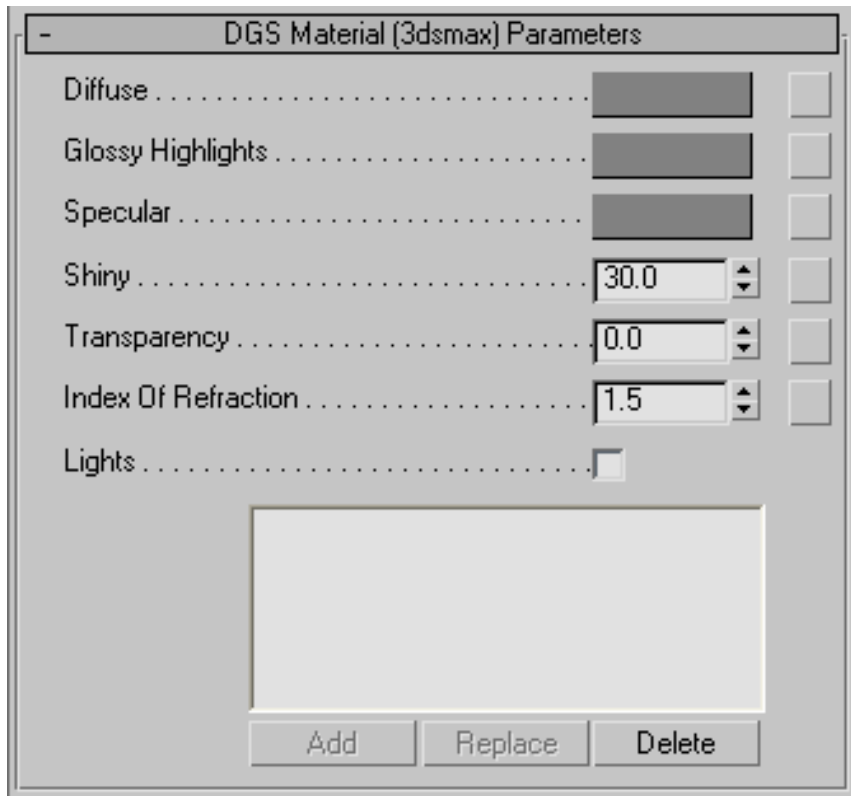 - DGS Material (3dsmax) Parameters
Diffuse . . . . . . . . . . . . . . . . . . . . . . . . . . . . . .
Glossy Highlights . . . . . . . . . . . . . . . . . . . . . .
Specular . . . . . . . . . . . . . . . . . . . . . . . . . . . .
Shiny . . . . . . . . . . . . . . . . . . . . . . . . . . . . . . . 30.0
Transparency . . . . . . . . . . . . . . . . . . . . . . . . 0.0
Index Of Refraction . . . . . . . . . . . . . . . . . . . . 1.5
Lights . . . . . . . . . . . . . . . . . . . . . . . . . . . . . .
Add Replace Delete